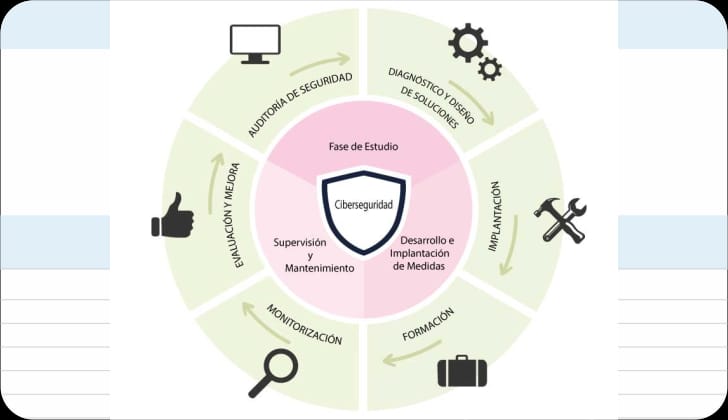 AUDITORÍA DE SEGURIDAD
DIAGNÓSTICO Y DISEÑO
DE SOLUCIONES
Fase de Estudio
EVALUACIÓN Y MEJORA
Ciberseguridad
IMPLANTACIÓN
Supervisión
y
Mantenimiento
Desarrollo e
Implantación
de Medidas
MONITORIZACIÓN
FORMACIÓN